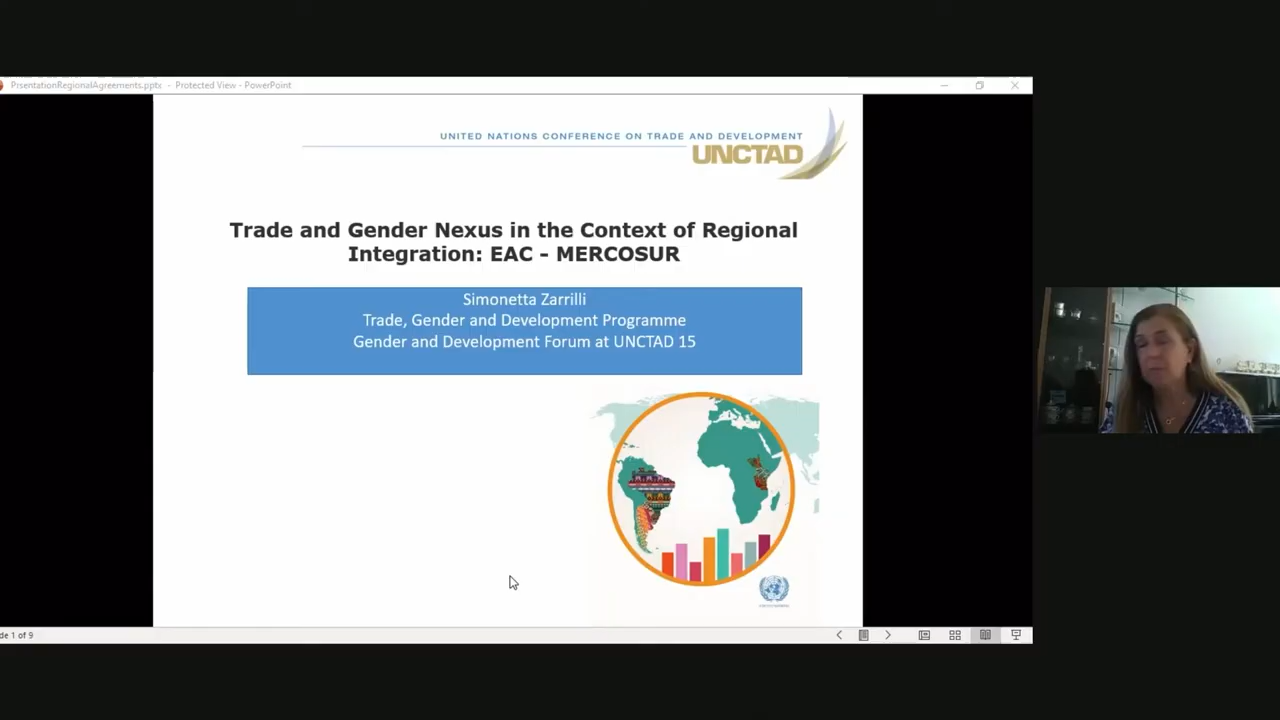 PrsentationRegionalAgreements.pptx - Protected View - PowerPoint
UNITED NATIONS CONFERENCE ON TRADE AND DEVELOPMENT
UNCTAD
Trade and Gender Nexus in the Context of Regional
Integration: EAC - MERCOSUR
Simonetta Zarrilli
Trade, Gender and Development Programme
Gender and Development Forum at UNCTAD 15
de 1 of 9